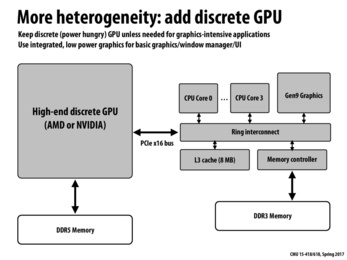 More heterogeneity: add discrete GPU
Keep discrete (power hungry) GPU unless needed for graphics-intensive applications
Use integrated, low power graphics for basic graphics/window manager/UI
High-end discrete GPU
(AMD or NVIDIA)
CPU Core 0
...
CPU Core 3
Gen9 Graphics
Ring interconnect
PCIe x16 bus
L3 cache (8 MB)
Memory controller
DDR5 Memory
DDR3 Memory
CMU 15-418/618, Spring 2017